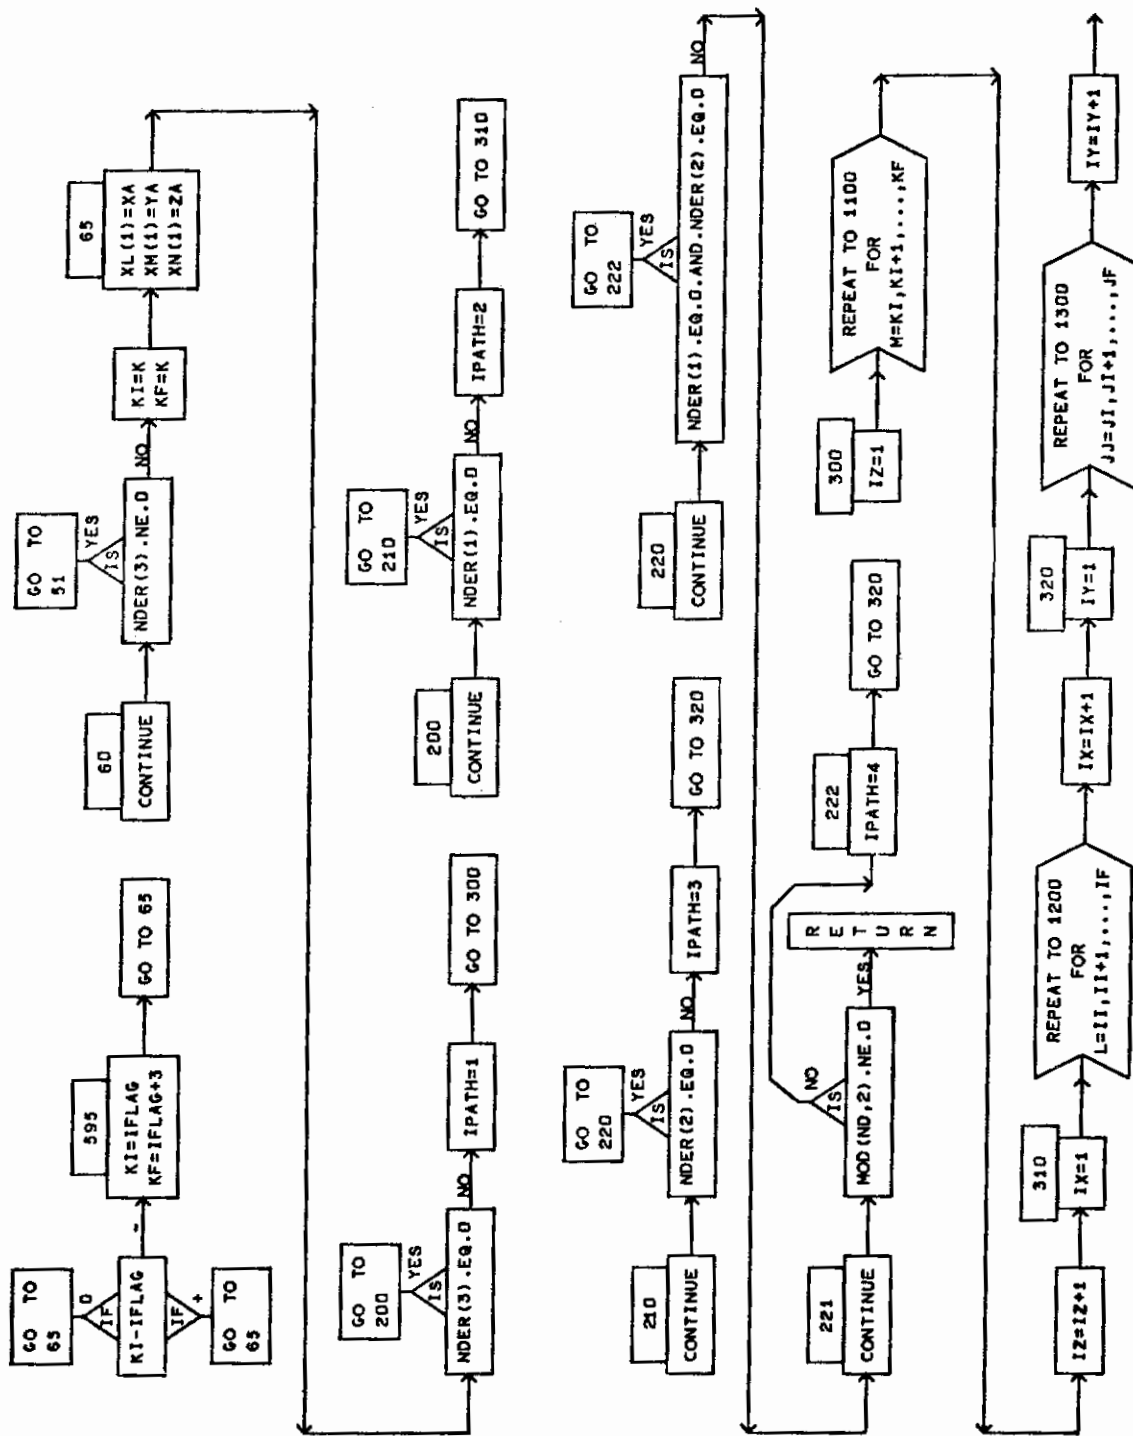 GO TO
65
0
IF
KI-IFLAG
IF
+
GO TO
65
-
595
KI=IFLAG
KF=IFLAG+3
GO TO 65
60
CONTINUE
GO TO
51
YES
IS
NDER(3).NE.0
NO
KI=K
KF=K
65
XL(1)=XA
XM(1)=YA
XN(1)=ZA
GO TO
200
YES
IS
NDER(3).EQ.0
NO
IPATH=1
GO TO 300
200
CONTINUE
GO TO
210
YES
IS
NDER(1).EQ.0
NO
IPATH=2
GO TO 310
210
CONTINUE
GO TO
220
YES
IS
NDER(2).EQ.0
NO
IPATH=3
GO TO 320
220
CONTINUE
GO TO
222
YES
IS
NDER(1).EQ.0.AND.NDER(2).EQ.0
NO
221
CONTINUE
NO
IS
MOD(ND,2).NE.0
YES
RETURN
222
IPATH=4
GO TO 320
300
IZ=1
REPEAT TO 1100
FOR
M=KI,KI+1,...,KF
IZ=IZ+1
310
IX=1
REPEAT TO 1200
FOR
L=II,II+1,...,IF
IX=IX+1
320
IY=1
REPEAT TO 1300
FOR
JJ=JI,JI+1,...,JF
IY=IY+1